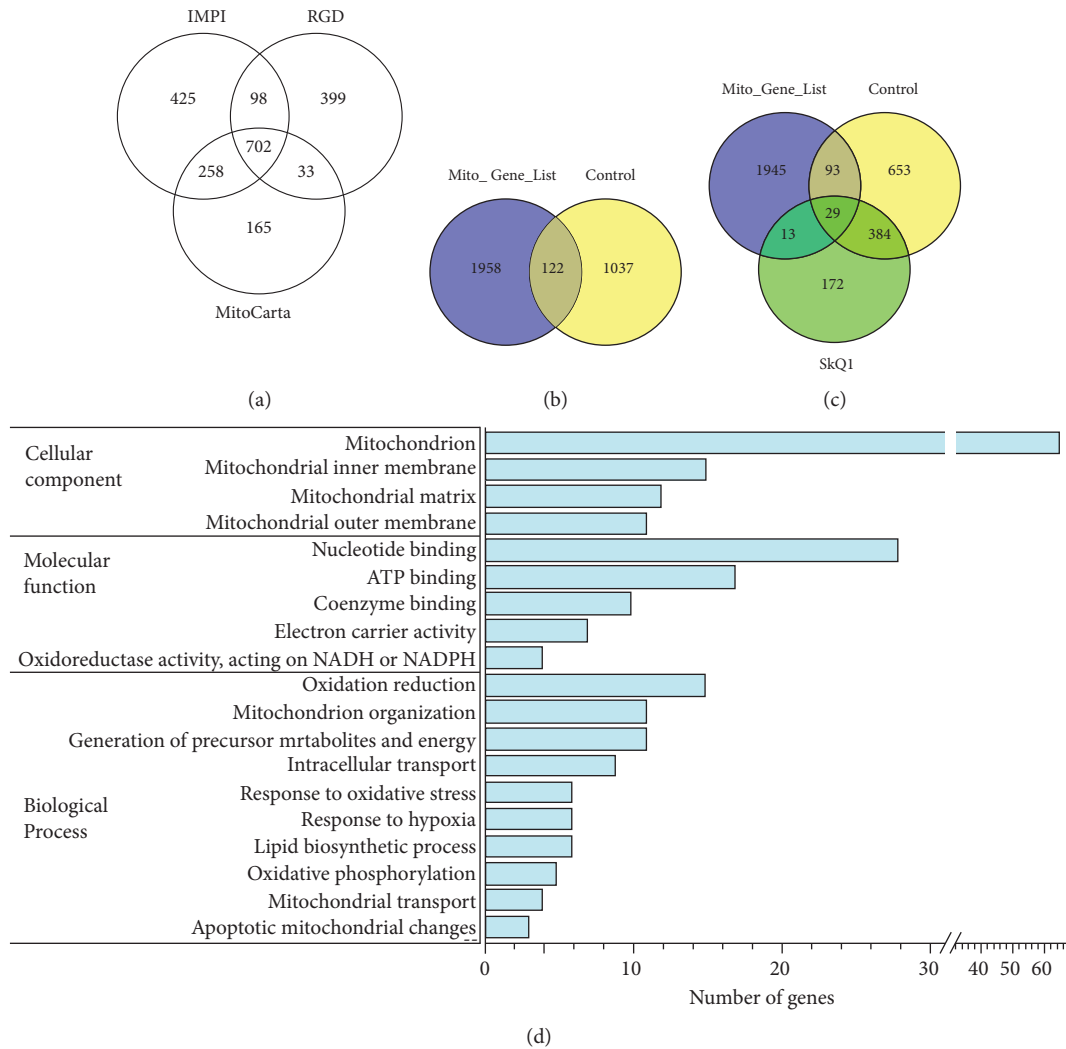 IMPI RGD
425 98 399
702
258 33
165
MitoCarta
(a)
Mito_ Gene_List Control
1958 122 1037
(b)
Mito_Gene_List Control
1945 93 653
29
13 384
172
SkQ1
(c)
Cellular
component
Mitochondrion
Mitochondrial inner membrane
Mitochondrial matrix
Mitochondrial outer membrane
Molecular
function
Nucleotide binding
ATP binding
Coenzyme binding
Electron carrier activity
Oxidoreductase activity, acting on NADH or NADPH
Biological
Process
Oxidation reduction
Mitochondrion organization
Generation of precursor mrtabolites and energy
Intracellular transport
Response to oxidative stress
Response to hypoxia
Lipid biosynthetic process
Oxidative phosphorylation
Mitochondrial transport
Apoptotic mitochondrial changes
0 10 20 30 40 50 60
Number of genes
(d)